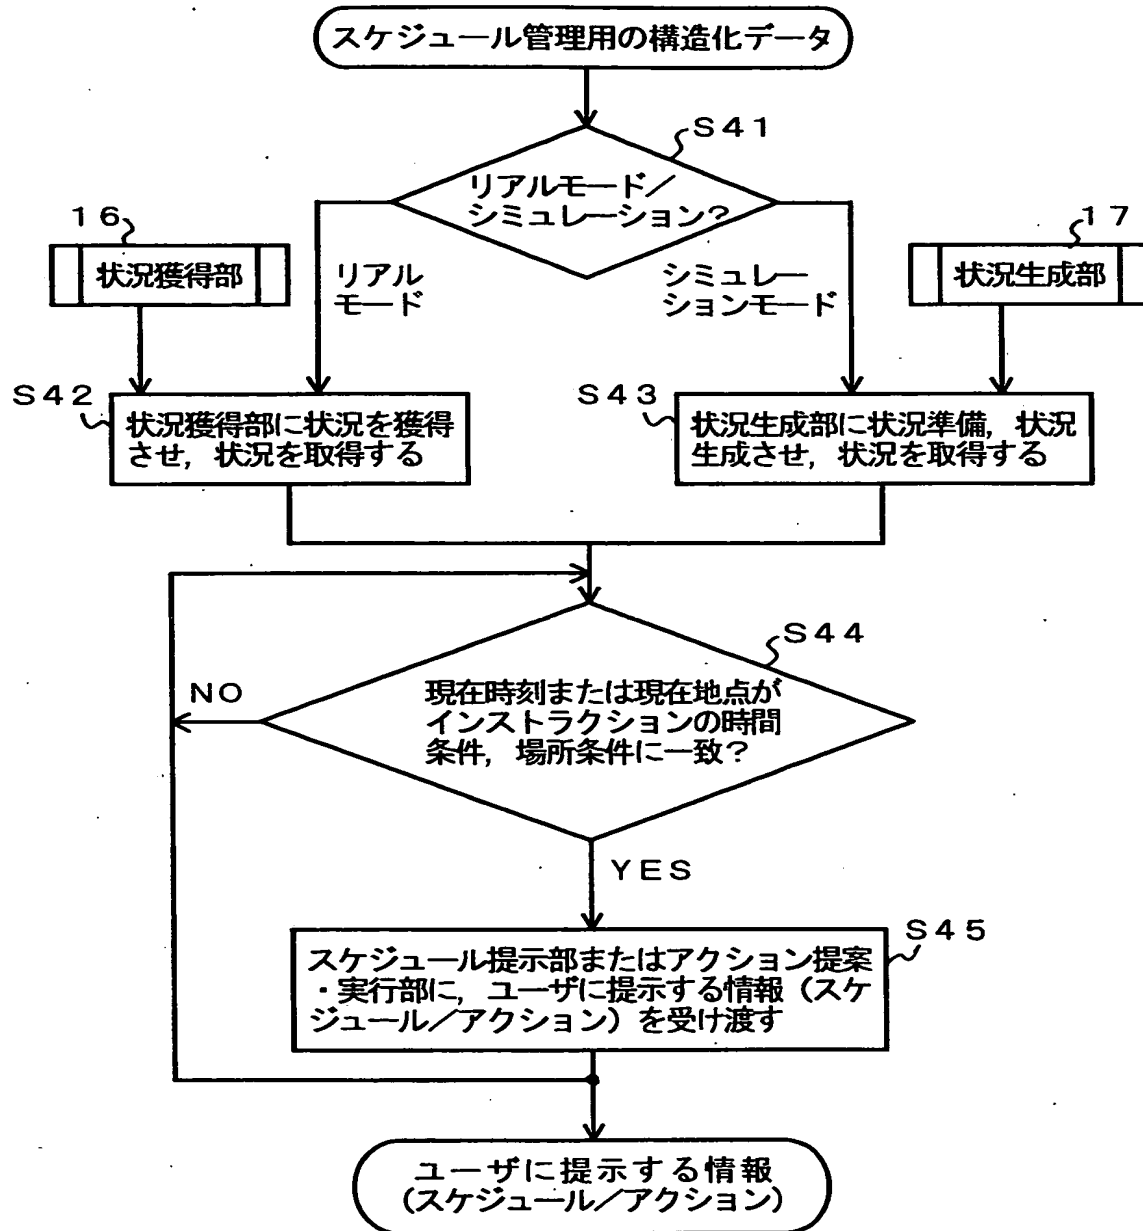 スケジュール管理用の構造化データ
S41
リアルモード/
シミュレーション?
16
状況獲得部
リアル
モード
シミュレー
ションモード
17
状況生成部
S42
状況獲得部に状況を獲得
させ,状況を取得する
S43
状況生成部に状況準備,状況
生成させ,状況を取得する
S44
NO
現在時刻または現在地点が
インストラクションの時間
条件,場所条件に一致?
YES
S45
スケジュール提示部またはアクション提案
・実行部に,ユーザに提示する情報(スケ
ジュール/アクション)を受け渡す
ユーザに提示する情報
(スケジュール/アクション)